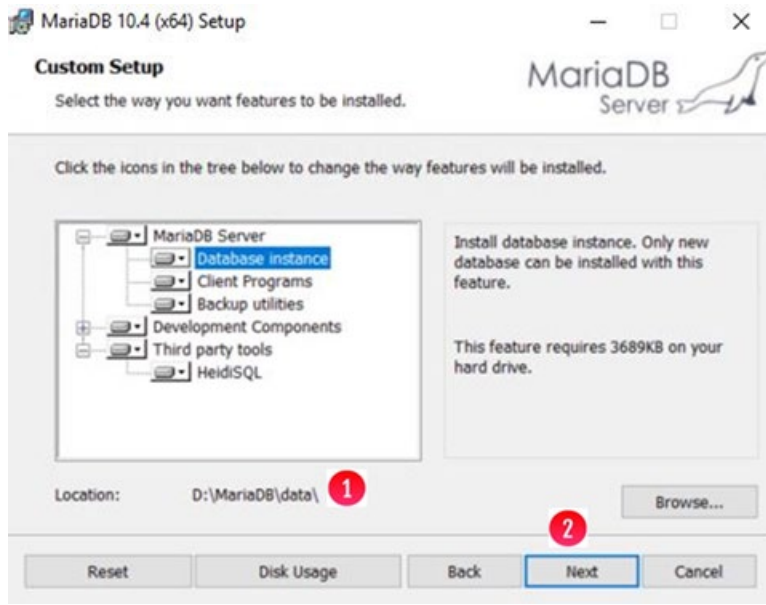 MariaDB 10.4 (x64) Setup
Custom Setup
Select the way you want features to be installed.
MariaDB
Server
Click the icons in the tree below to change the way features will be installed.
MariaDB Server
Database instance
Client Programs
Backup utilities
Development Components
Third party tools
HeidiSQL
Install database instance. Only new
database can be installed with this
feature.
This feature requires 3689KB on your
hard drive.
Location: D:\MariaDB\data\ 1
Browse...
2
Reset Disk Usage Back Next Cancel